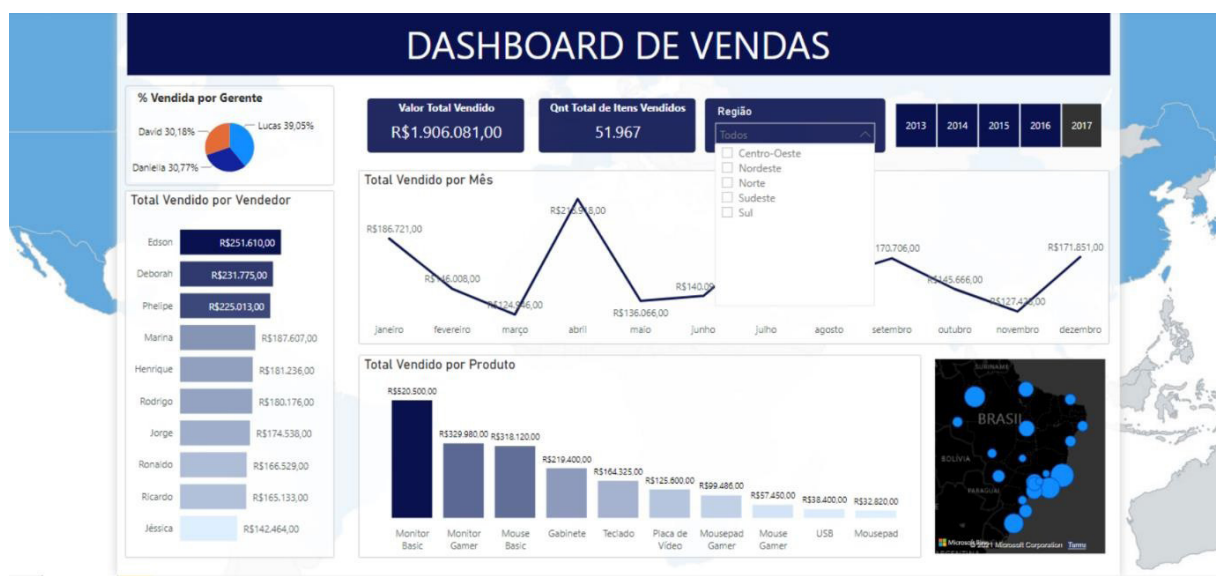 DASHBOARD DE VENDAS
% Vendida por Gerente
David 30,18%
Lucas 39,05%
Daniella 30,77%
Valor Total Vendido
R$1.906.081,00
Qnt Total de Itens Vendidos
51.967
Região
Todos
Centro-Oeste
Nordeste
Norte
Sudeste
Sul
2013 2014 2015 2016 2017
Total Vendido por Vendedor
Edson R$251.610,00
Deborah R$231.775,00
Phelipe R$225.013,00
Marina R$187.607,00
Henrique R$181.236,00
Rodrigo R$180.176,00
Jorge R$174.538,00
Ronaldo R$166.529,00
Ricardo R$165.133,00
Jéssica R$142.464,00
Total Vendido por Mês
R$186.721,00
R$136.066,00
170.706,00
R$145.666,00
R$171.851,00
janeiro fevereiro março abril maio junho julho agosto setembro outubro novembro dezembro
Total Vendido por Produto
R$520.500,00
R$329.980,00
R$318.120,00
R$219.400,00
R$164.325,00
R$125.600,00
R$99.486,00
R$57.450,00
R$38.400,00
R$32.820,00
Monitor Basic
Monitor Gamer
Mouse Basic
Gabinete
Teclado
Placa de Vídeo
Mousepad Gamer
Mouse Gamer
USB
Mousepad
SURINAME
BRASIL
BOLÍVIA
PARAGUAI
© 2021 Microsoft Corporation
Terms